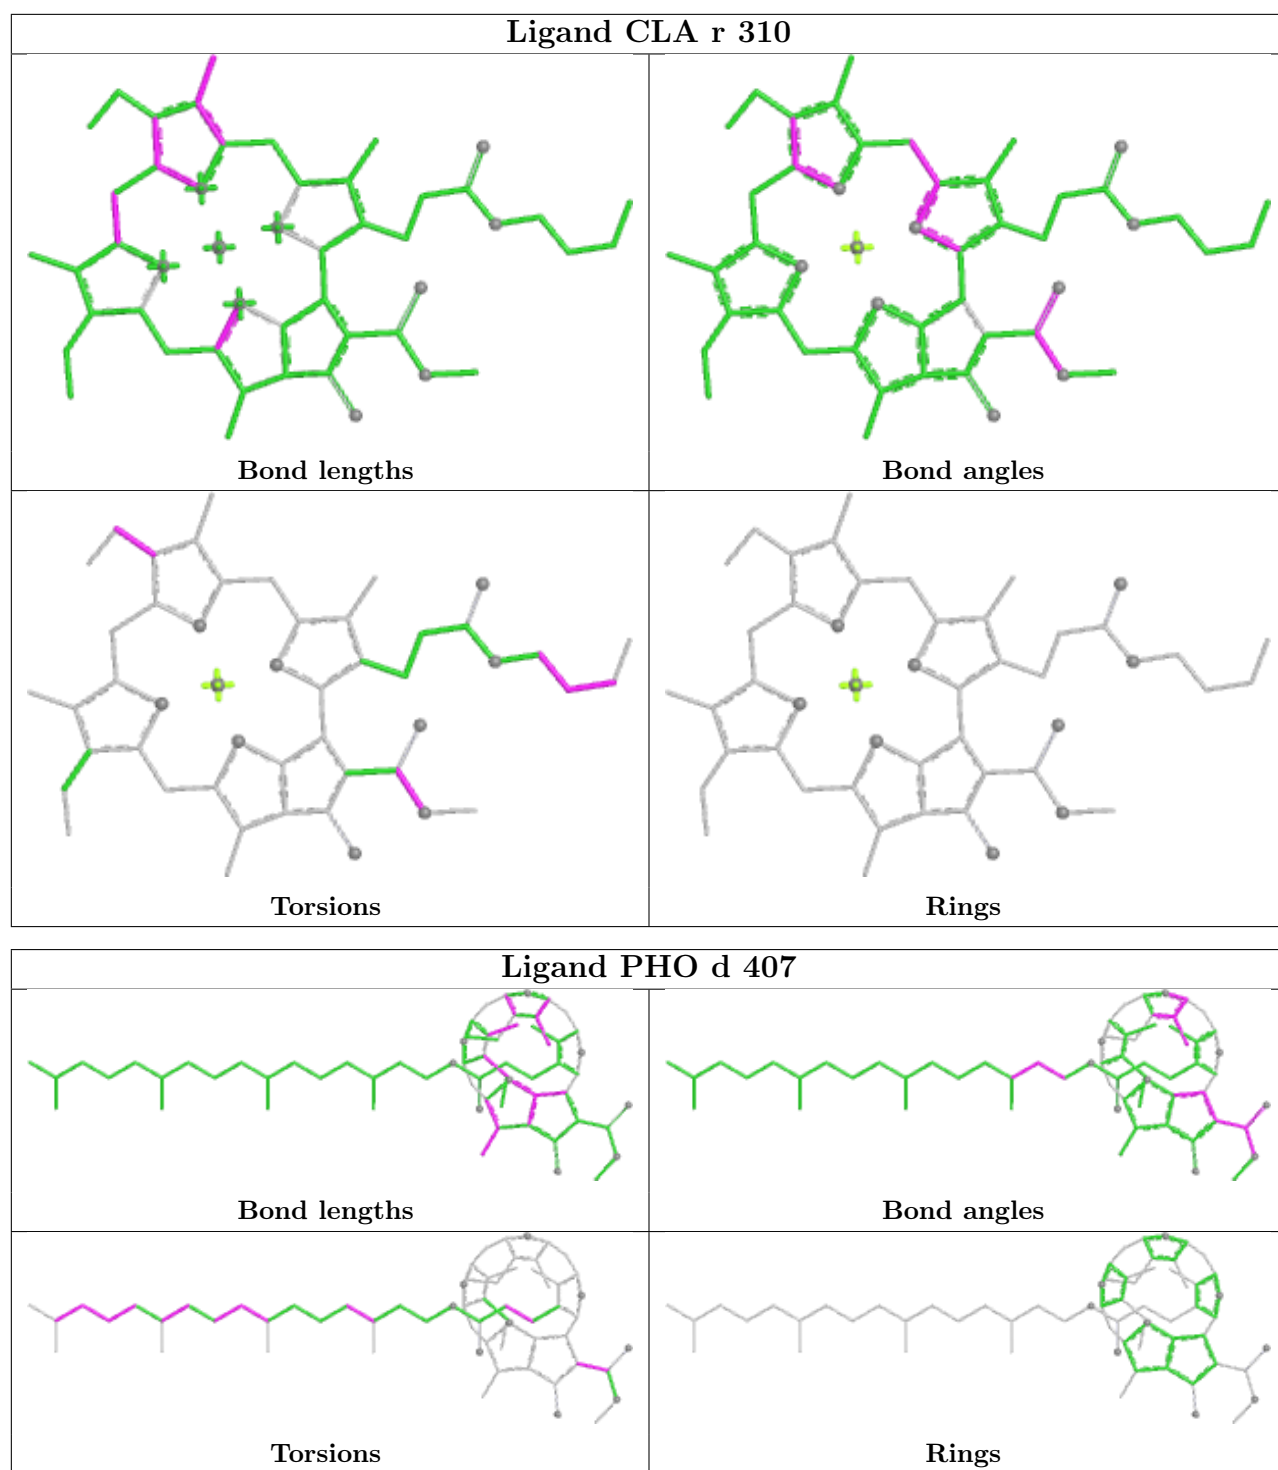 Ligand CLA r 310
Bond lengths
Bond angles
Torsions
Rings
Ligand PHO d 407
Bond lengths
Bond angles
Torsions
Rings